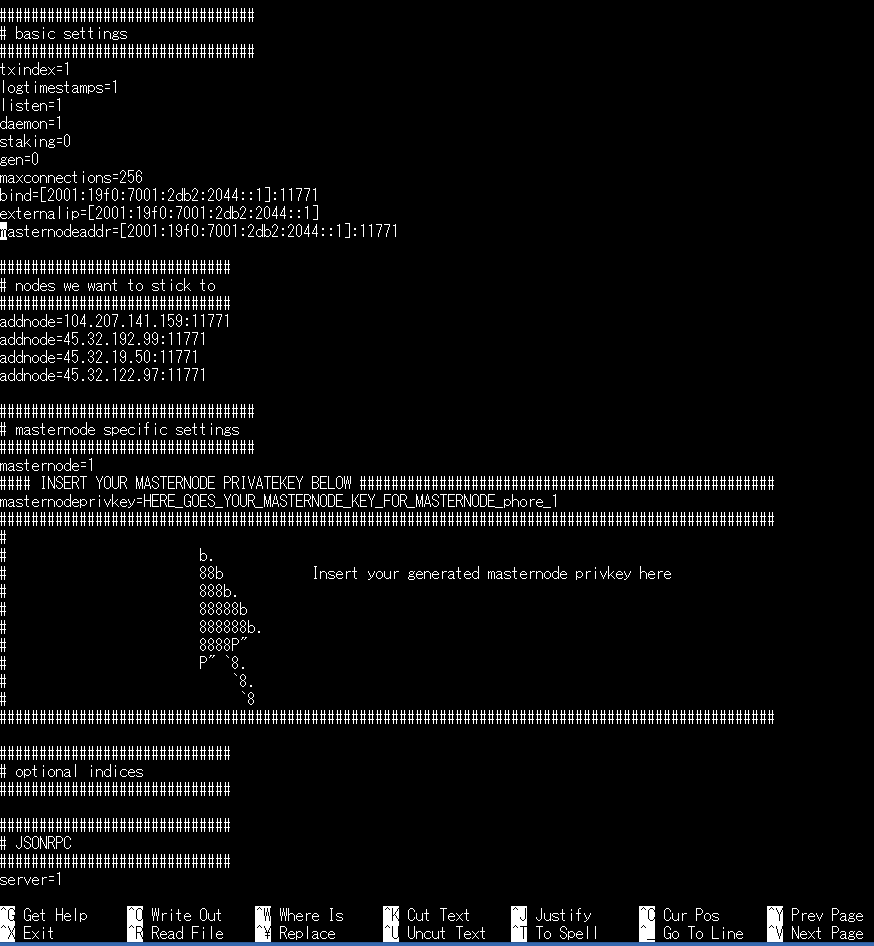 ################################
# basic settings
################################
txindex=1
logtimestamps=1
listen=1
daemon=1
staking=0
gen=0
maxconnections=256
bind=[2001:19f0:7001:2db2:2044::1]:11771
externalip=[2001:19f0:7001:2db2:2044::1]
masternodeaddr=[2001:19f0:7001:2db2:2044::1]:11771
#############################
# nodes we want to stick to
#############################
addnode=104.207.141.159:11771
addnode=45.32.192.99:11771
addnode=45.32.19.50:11771
addnode=45.32.122.97:11771
################################
# masternode specific settings
################################
masternode=1
#### INSERT YOUR MASTERNODE PRIVATEKEY BELOW ####################################################
masternodeprivkey=HERE_GOES_YOUR_MASTERNODE_KEY_FOR_MASTERNODE_phore_1
#################################################################################################
#
#                        b.
#                        88b           Insert your generated masternode privkey here
#                        888b.
#                        88888b
#                        888888b.
#                        8888P"
#                        P" `8.
#                            `8.
#                             `8
#################################################################################################
#############################
# optional indices
#############################
#############################
# JSONRPC
#############################
server=1
^G Get Help ^O Write Out ^W Where Is ^K Cut Text ^J Justify ^C Cur Pos ^Y Prev Page
^X Exit ^R Read File ^¥ Replace ^U Uncut Text ^T To Spell ^_ Go To Line ^V Next Page